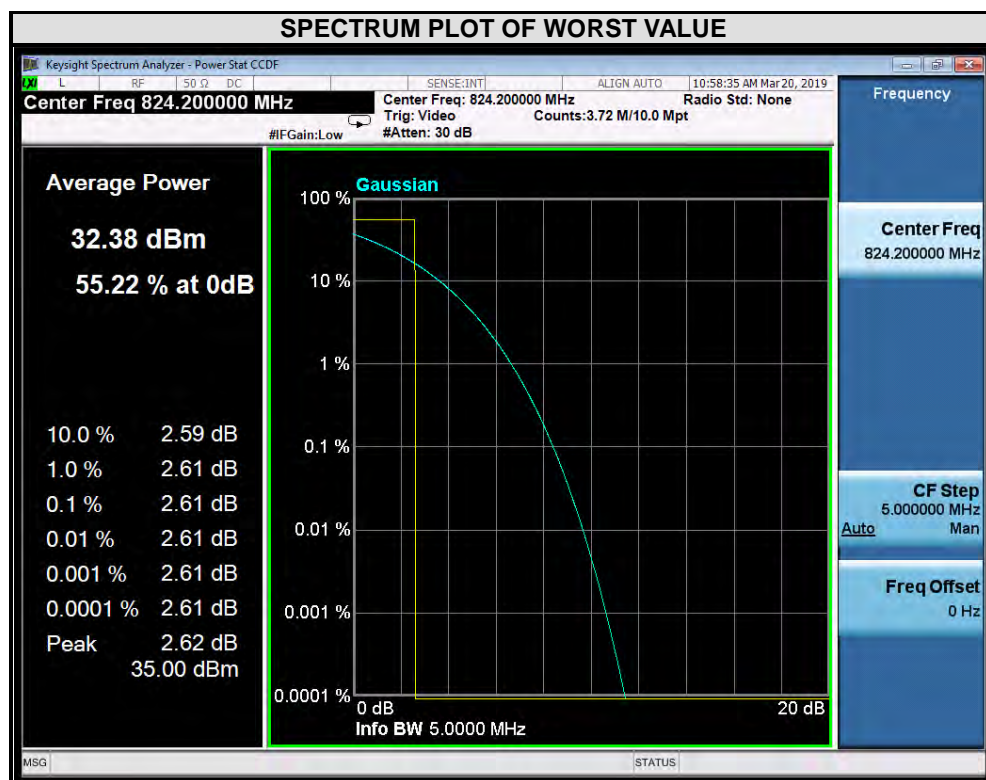 SPECTRUM PLOT OF WORST VALUE
Keysight Spectrum Analyzer - Power Stat CCDF
LXI L RF 50 Ω DC SENSE:INT ALIGN AUTO 10:58:35 AM Mar 20, 2019
Center Freq 824.200000 MHz
Center Freq: 824.200000 MHz Radio Std: None
Trig: Video Counts:3.72 M/10.0 Mpt
#IFGain:Low #Atten: 30 dB
Frequency
Average Power
32.38 dBm
55.22 % at 0dB
10.0 % 2.59 dB
1.0 % 2.61 dB
0.1 % 2.61 dB
0.01 % 2.61 dB
0.001 % 2.61 dB
0.0001 % 2.61 dB
Peak 2.62 dB
35.00 dBm
Gaussian
100 %
10 %
1 %
0.1 %
0.01 %
0.001 %
0.0001 %
0 dB 20 dB
Info BW 5.0000 MHz
Center Freq
824.200000 MHz
CF Step
5.000000 MHz
Auto Man
Freq Offset
0 Hz
MSG STATUS